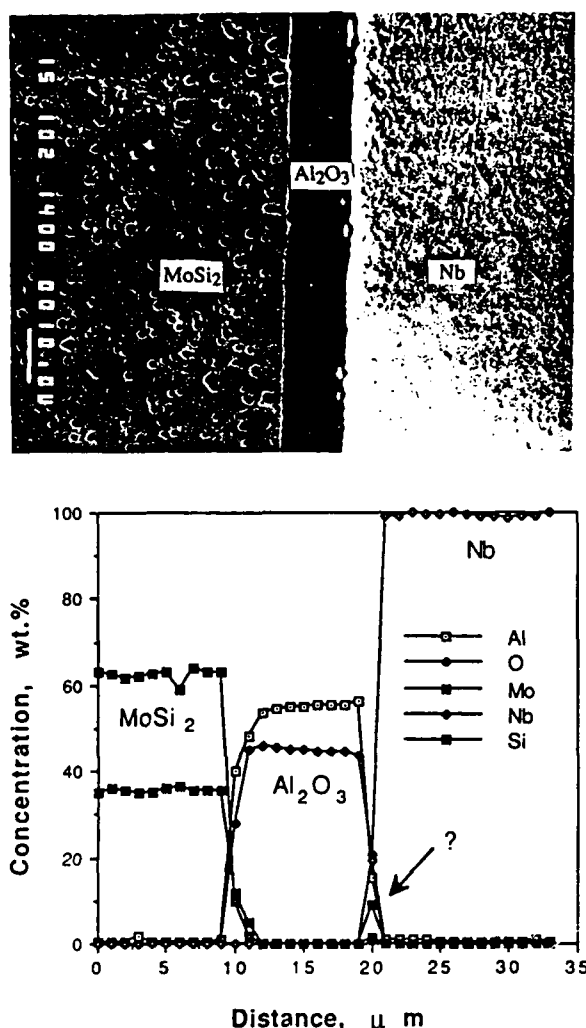 Al₂O₃
MoSi₂
Nb
Concentration, wt.%
100
80
60
40
20
0
Nb
Al
O
Mo
Nb
Si
MoSi₂
Al₂O₃
?
0 5 10 15 20 25 30 35
Distance, μ m